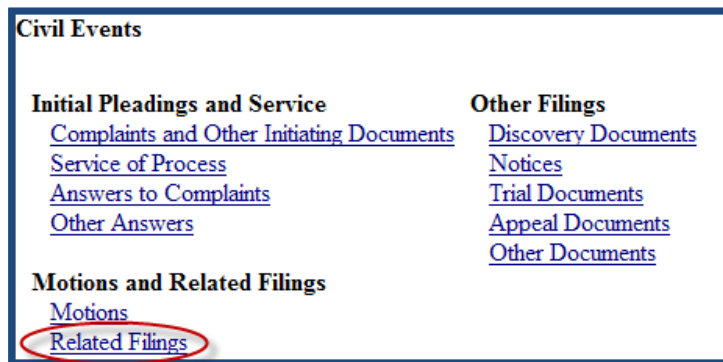 Civil Events
Initial Pleadings and Service
Complaints and Other Initiating Documents
Service of Process
Answers to Complaints
Other Answers
Motions and Related Filings
Motions
Related Filings
Other Filings
Discovery Documents
Notices
Trial Documents
Appeal Documents
Other Documents